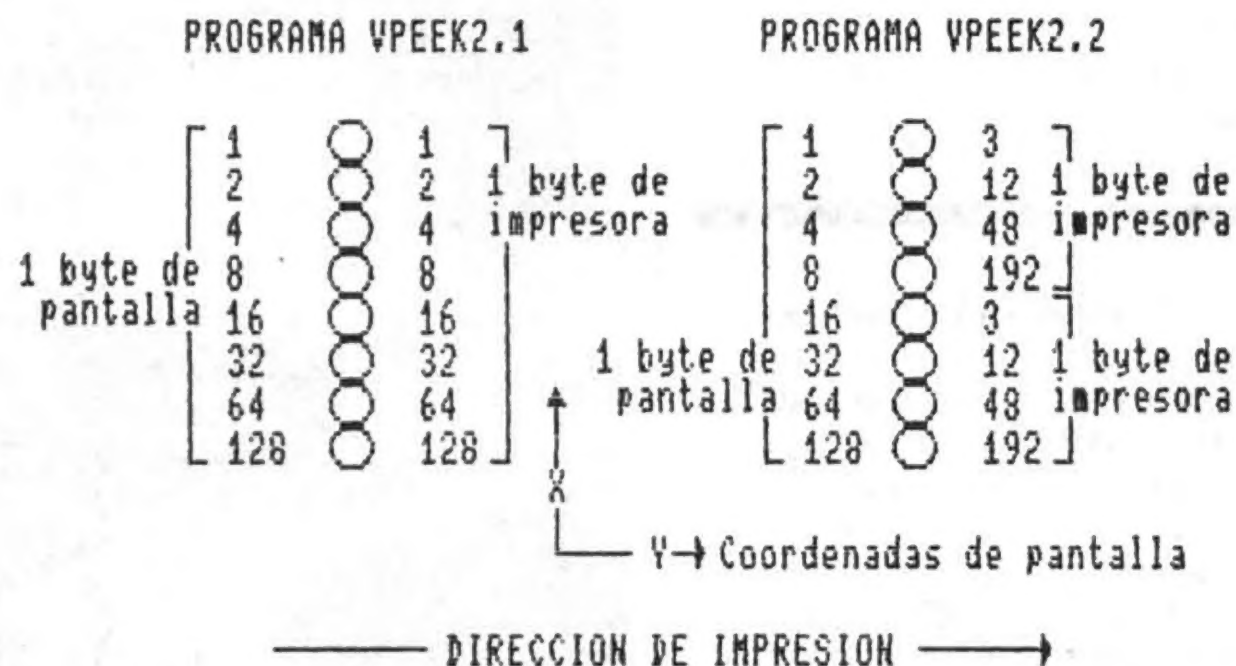 PROGRAMA VPEEK2.1 PROGRAMA VPEEK2.2
1 1 1 3
2 2 1 byte de 2 12 1 byte de
4 4 impresora 4 48 impresora
1 byte de 8 8 8 192
pantalla 16 16 16 3
32 32 1 byte de 32 12 1 byte de
64 64 pantalla 64 48 impresora
128 128 128 192
X
Y Coordenadas de pantalla
DIRECCION DE IMPRESION